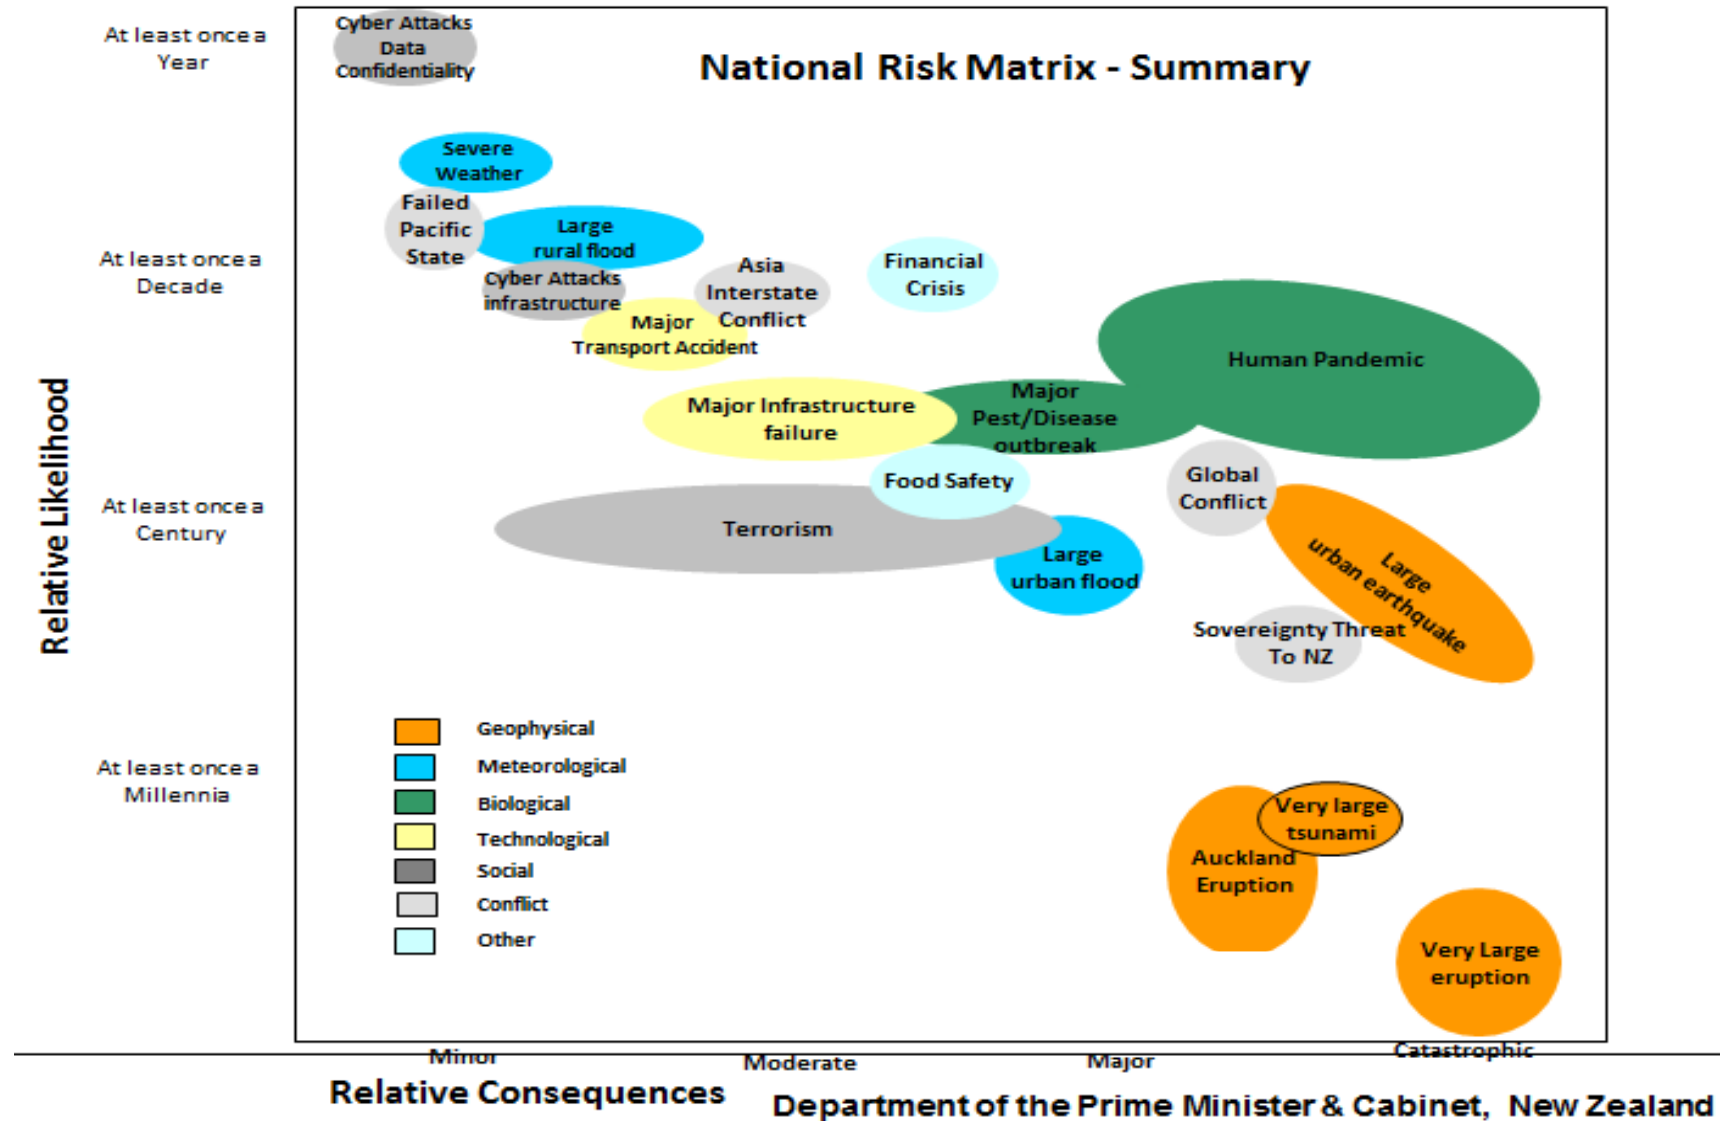 National Risk Matrix - Summary
Relative Likelihood
At least once a
Year
At least once a
Decade
At least once a
Century
At least once a
Millennia
Cyber Attacks
Data
Confidentiality
Severe
Weather
Failed
Pacific
State
Large
rural flood
Cyber Attacks
infrastructure
Asia
Interstate
Conflict
Financial
Crisis
Major
Transport Accident
Human Pandemic
Major Infrastructure
failure
Major
Pest/Disease
outbreak
Food Safety
Global
Conflict
Terrorism
Large
urban flood
Large
urban earthquake
Sovereignty Threat
To NZ
Geophysical
Meteorological
Biological
Technological
Social
Conflict
Other
Very large
tsunami
Auckland
Eruption
Very Large
eruption
Minor
Moderate
Major
Catastrophic
Relative Consequences
Department of the Prime Minister & Cabinet, New Zealand